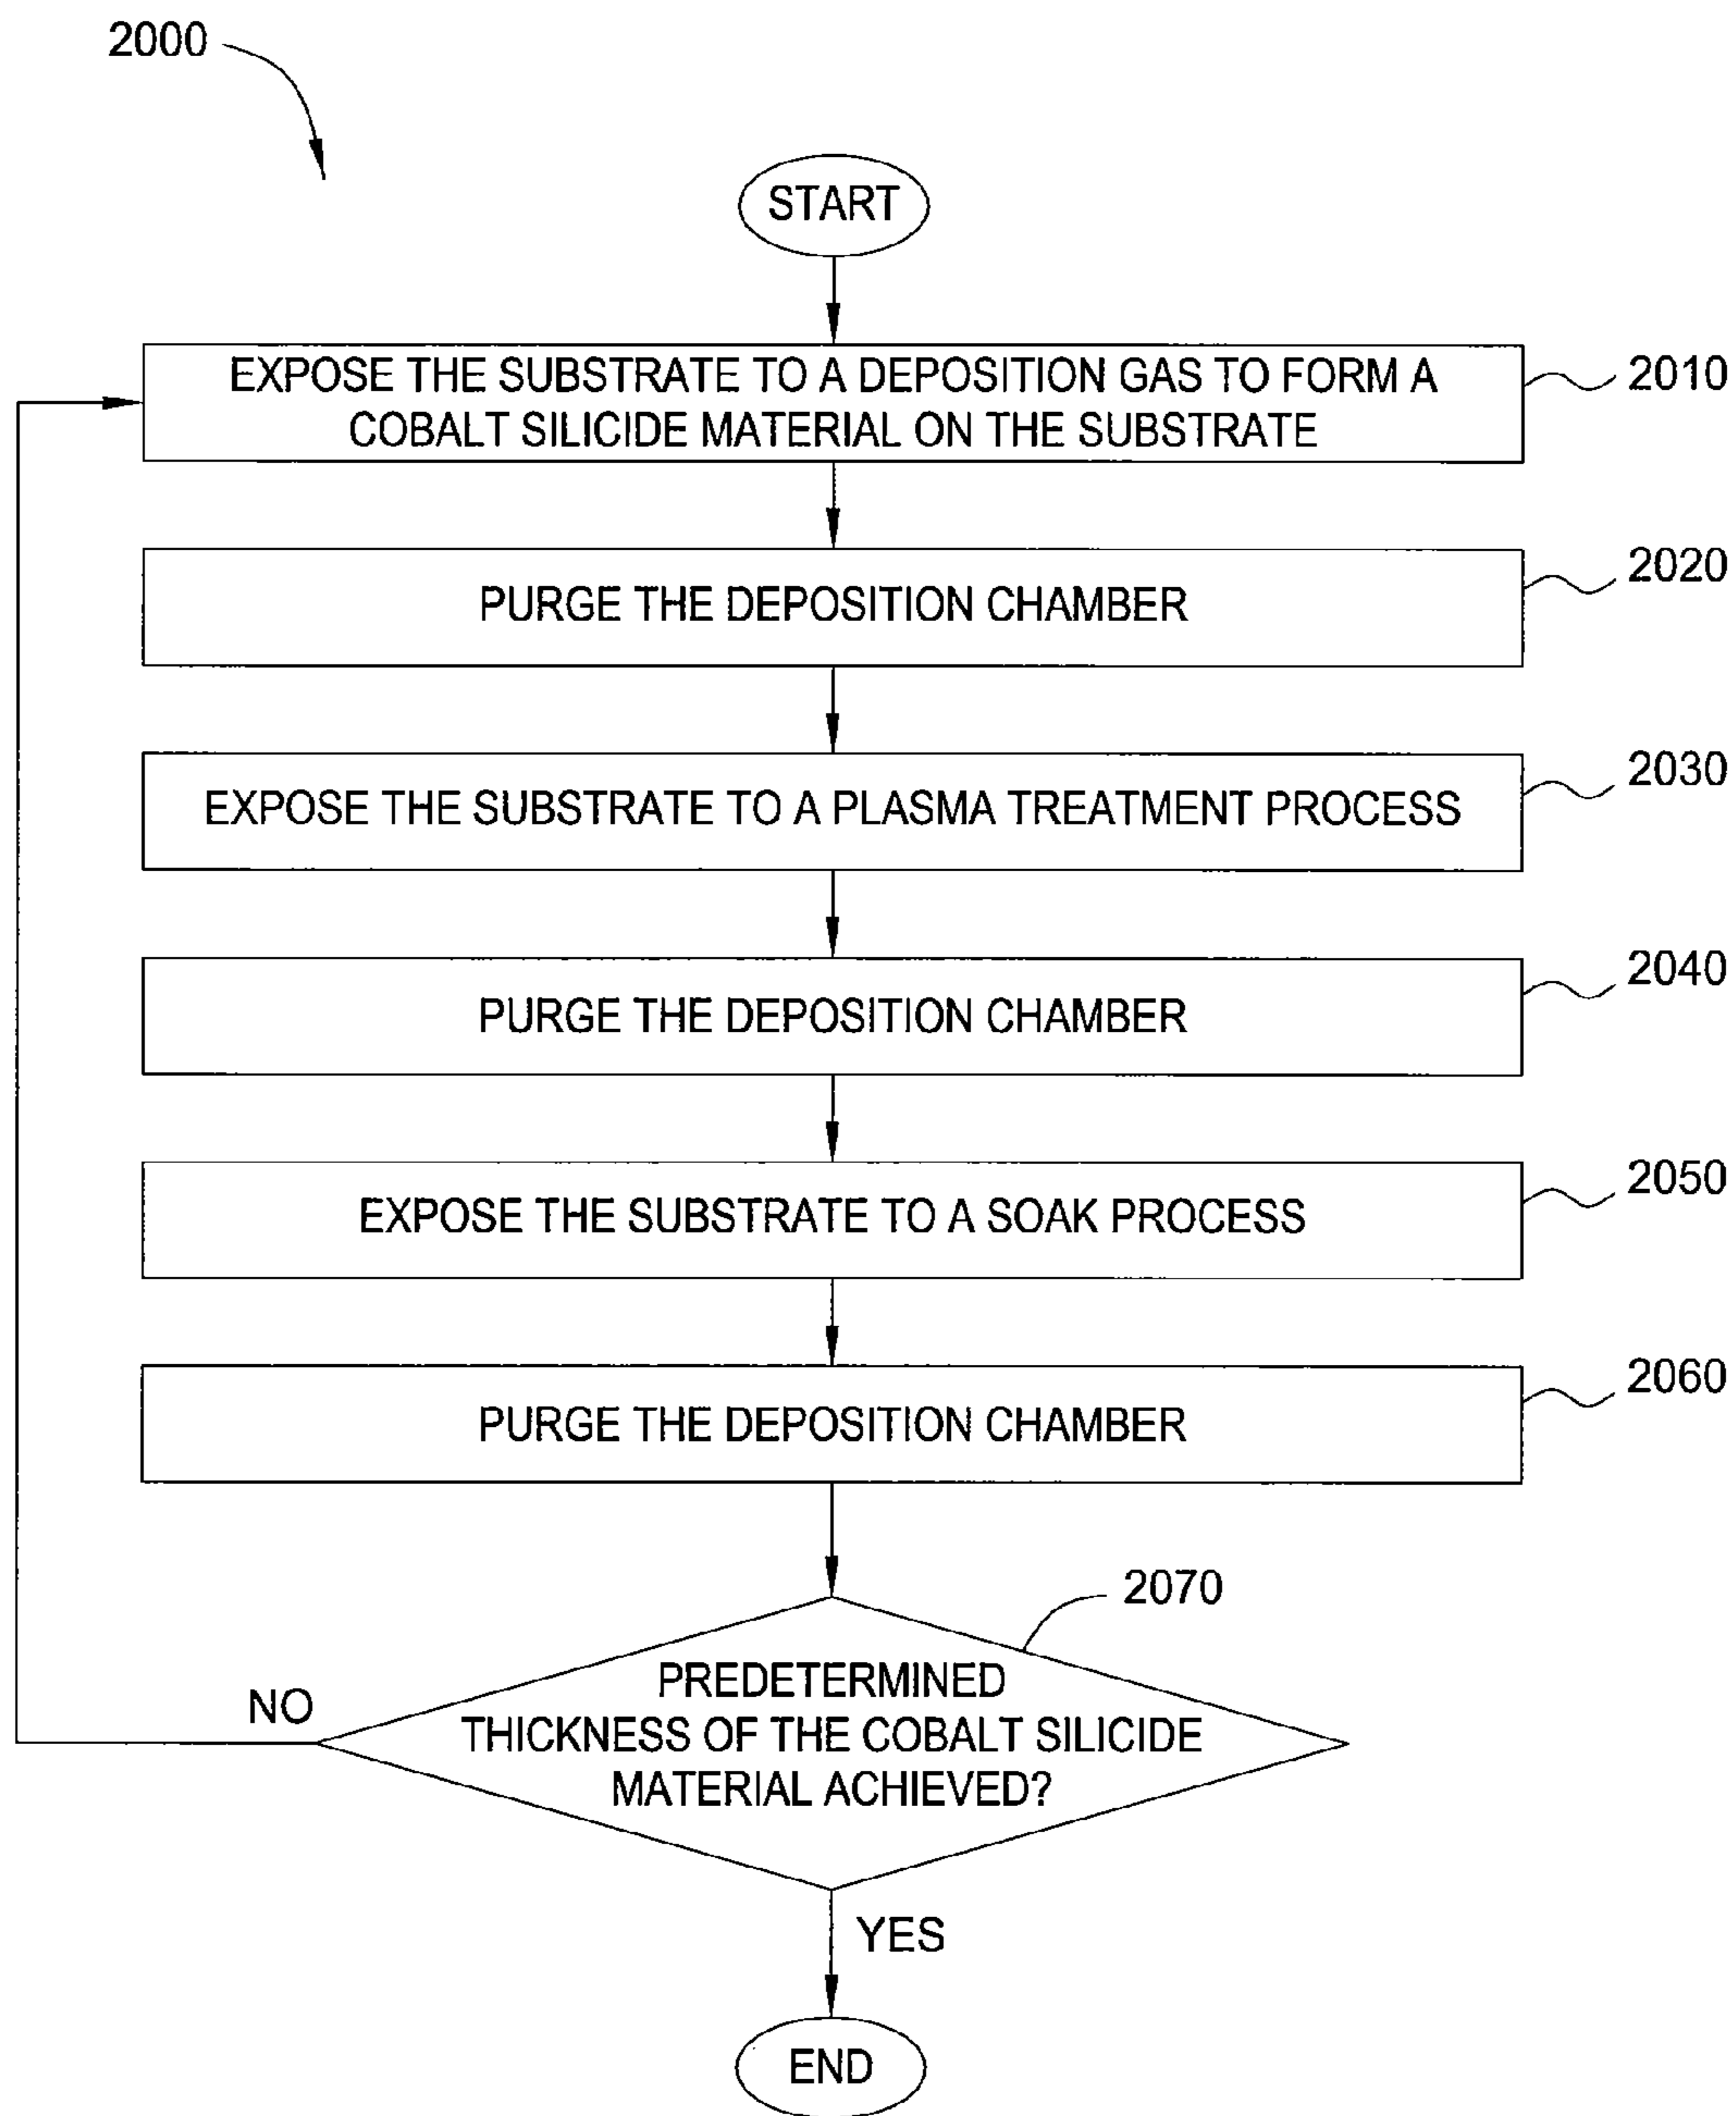 2000
START
EXPOSE THE SUBSTRATE TO A DEPOSITION GAS TO FORM A
COBALT SILICIDE MATERIAL ON THE SUBSTRATE
2010
PURGE THE DEPOSITION CHAMBER
2020
EXPOSE THE SUBSTRATE TO A PLASMA TREATMENT PROCESS
2030
PURGE THE DEPOSITION CHAMBER
2040
EXPOSE THE SUBSTRATE TO A SOAK PROCESS
2050
PURGE THE DEPOSITION CHAMBER
2060
2070
PREDETERMINED
THICKNESS OF THE COBALT SILICIDE
MATERIAL ACHIEVED?
NO
YES
END